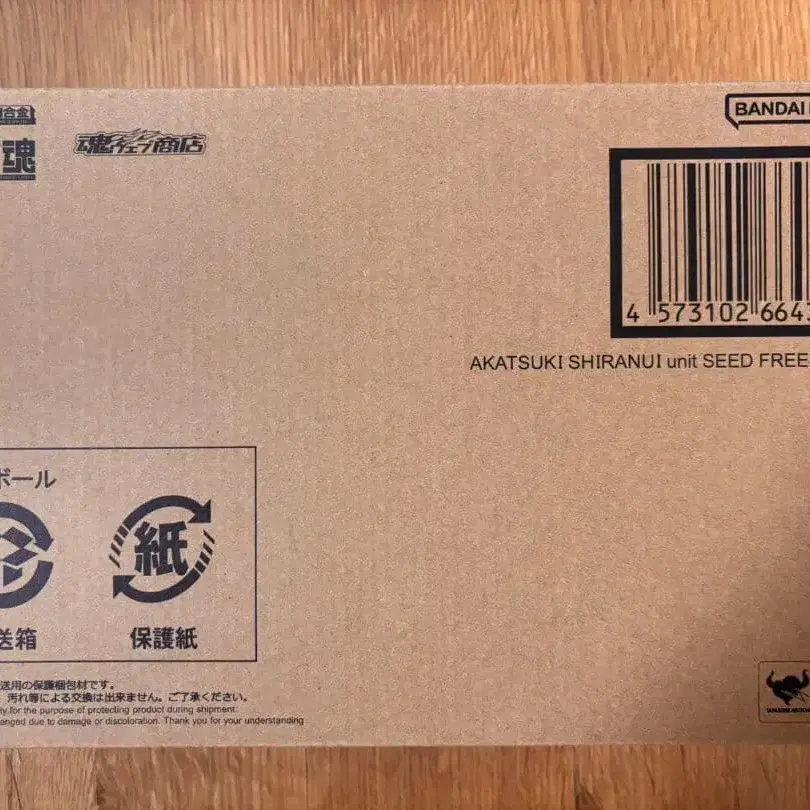 合金
魂
魂ウェブ商店
BANDAI
4 573102 6643
AKATSUKI SHIRANUI unit SEED FREE
ボール
紙
送箱
保護紙
送用の保護梱包材です。
汚れ等による交換は出来ません。ご了承ください。
ly for the purpose of protecting product during shipment.
anged due to damage or discoloration. Thank you for your understanding